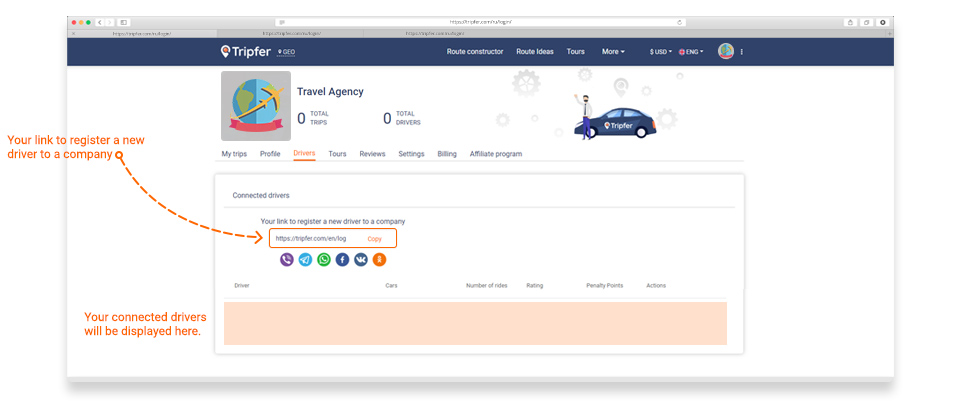 https://tripfer.com/ru/login/
https://tripfer.com/ru/login/
https://tripfer.com/ru/login/
https://tripfer.com/ru/login/
Tripfer GEO
Route constructor Route Ideas Tours More $ USD ENG
Travel Agency
0 TOTAL TRIPS 0 TOTAL DRIVERS
Tripfer
My trips Profile Drivers Tours Reviews Settings Billing Affiliate program
Your link to register a new
driver to a company
Connected drivers
Your link to register a new driver to a company
https://tripfer.com/en/log Copy
Driver Cars Number of rides Rating Penalty Points Actions
Your connected drivers
will be displayed here.